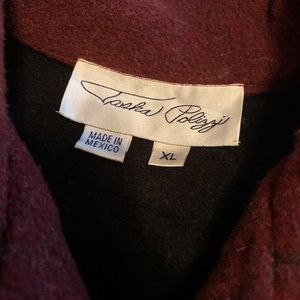 Tasha Polizzi
MADE IN
MEXICO
XL